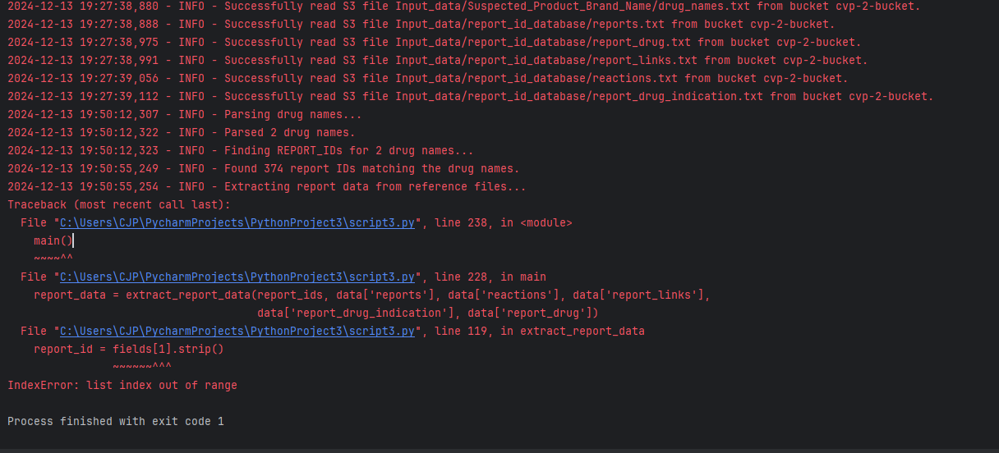 2024-12-13 19:27:38,880 - INFO - Successfully read S3 file Input_data/Suspected_Product_Brand_Name/drug_names.txt from bucket cvp-2-bucket.
2024-12-13 19:27:38,888 - INFO - Successfully read S3 file Input_data/report_id_database/reports.txt from bucket cvp-2-bucket.
2024-12-13 19:27:38,975 - INFO - Successfully read S3 file Input_data/report_id_database/report_drug.txt from bucket cvp-2-bucket.
2024-12-13 19:27:38,991 - INFO - Successfully read S3 file Input_data/report_id_database/report_links.txt from bucket cvp-2-bucket.
2024-12-13 19:27:39,056 - INFO - Successfully read S3 file Input_data/report_id_database/reactions.txt from bucket cvp-2-bucket.
2024-12-13 19:27:39,112 - INFO - Successfully read S3 file Input_data/report_id_database/report_drug_indication.txt from bucket cvp-2-bucket.
2024-12-13 19:50:12,307 - INFO - Parsing drug names...
2024-12-13 19:50:12,322 - INFO - Parsed 2 drug names.
2024-12-13 19:50:12,323 - INFO - Finding REPORT_IDs for 2 drug names...
2024-12-13 19:50:55,249 - INFO - Found 374 report IDs matching the drug names.
2024-12-13 19:50:55,254 - INFO - Extracting report data from reference files...
Traceback (most recent call last):
  File "C:\Users\CJP\PycharmProjects\PythonProject3\script3.py", line 238, in <module>
    main()
    ~~~~^^
  File "C:\Users\CJP\PycharmProjects\PythonProject3\script3.py", line 228, in main
    report_data = extract_report_data(report_ids, data['reports'], data['reactions'], data['report_links'],
                                      data['report_drug_indication'], data['report_drug'])
  File "C:\Users\CJP\PycharmProjects\PythonProject3\script3.py", line 119, in extract_report_data
    report_id = fields[1].strip()
                ~~~~~~^^^
IndexError: list index out of range
Process finished with exit code 1